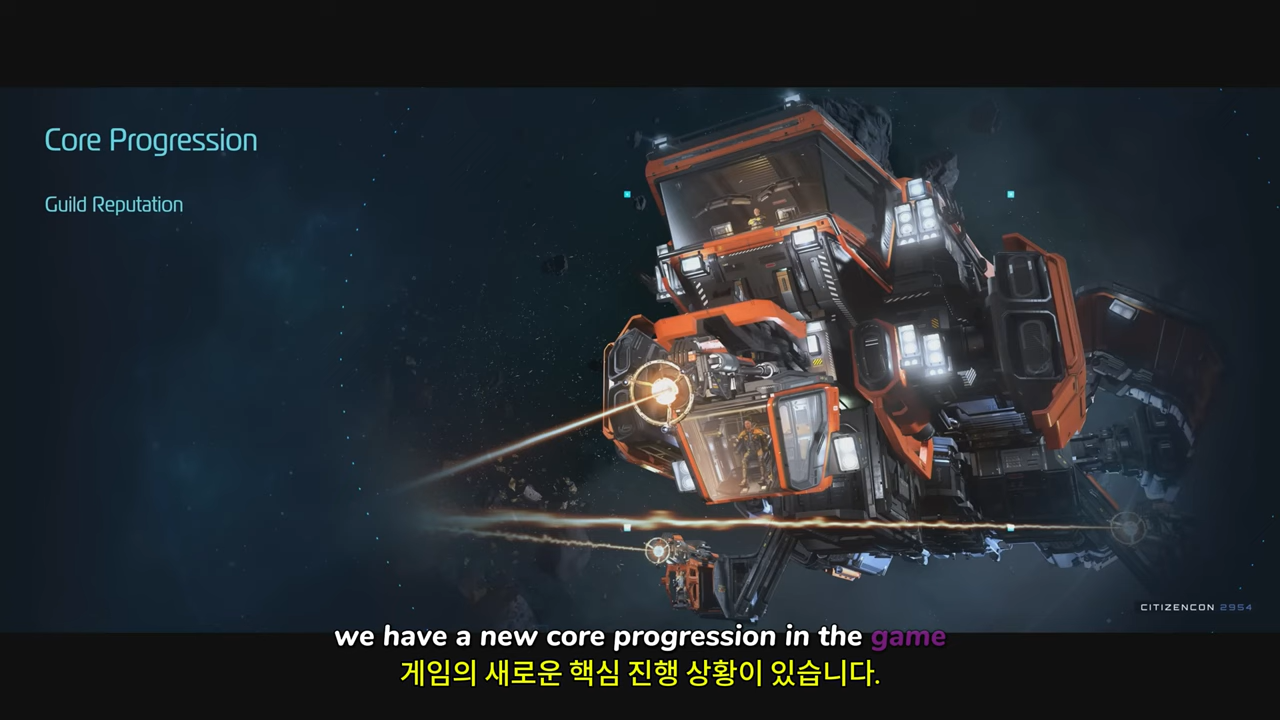 Core Progression
Guild Reputation
CITIZENCON 2954
we have a new core progression in the game
게임의 새로운 핵심 진행 상황이 있습니다.